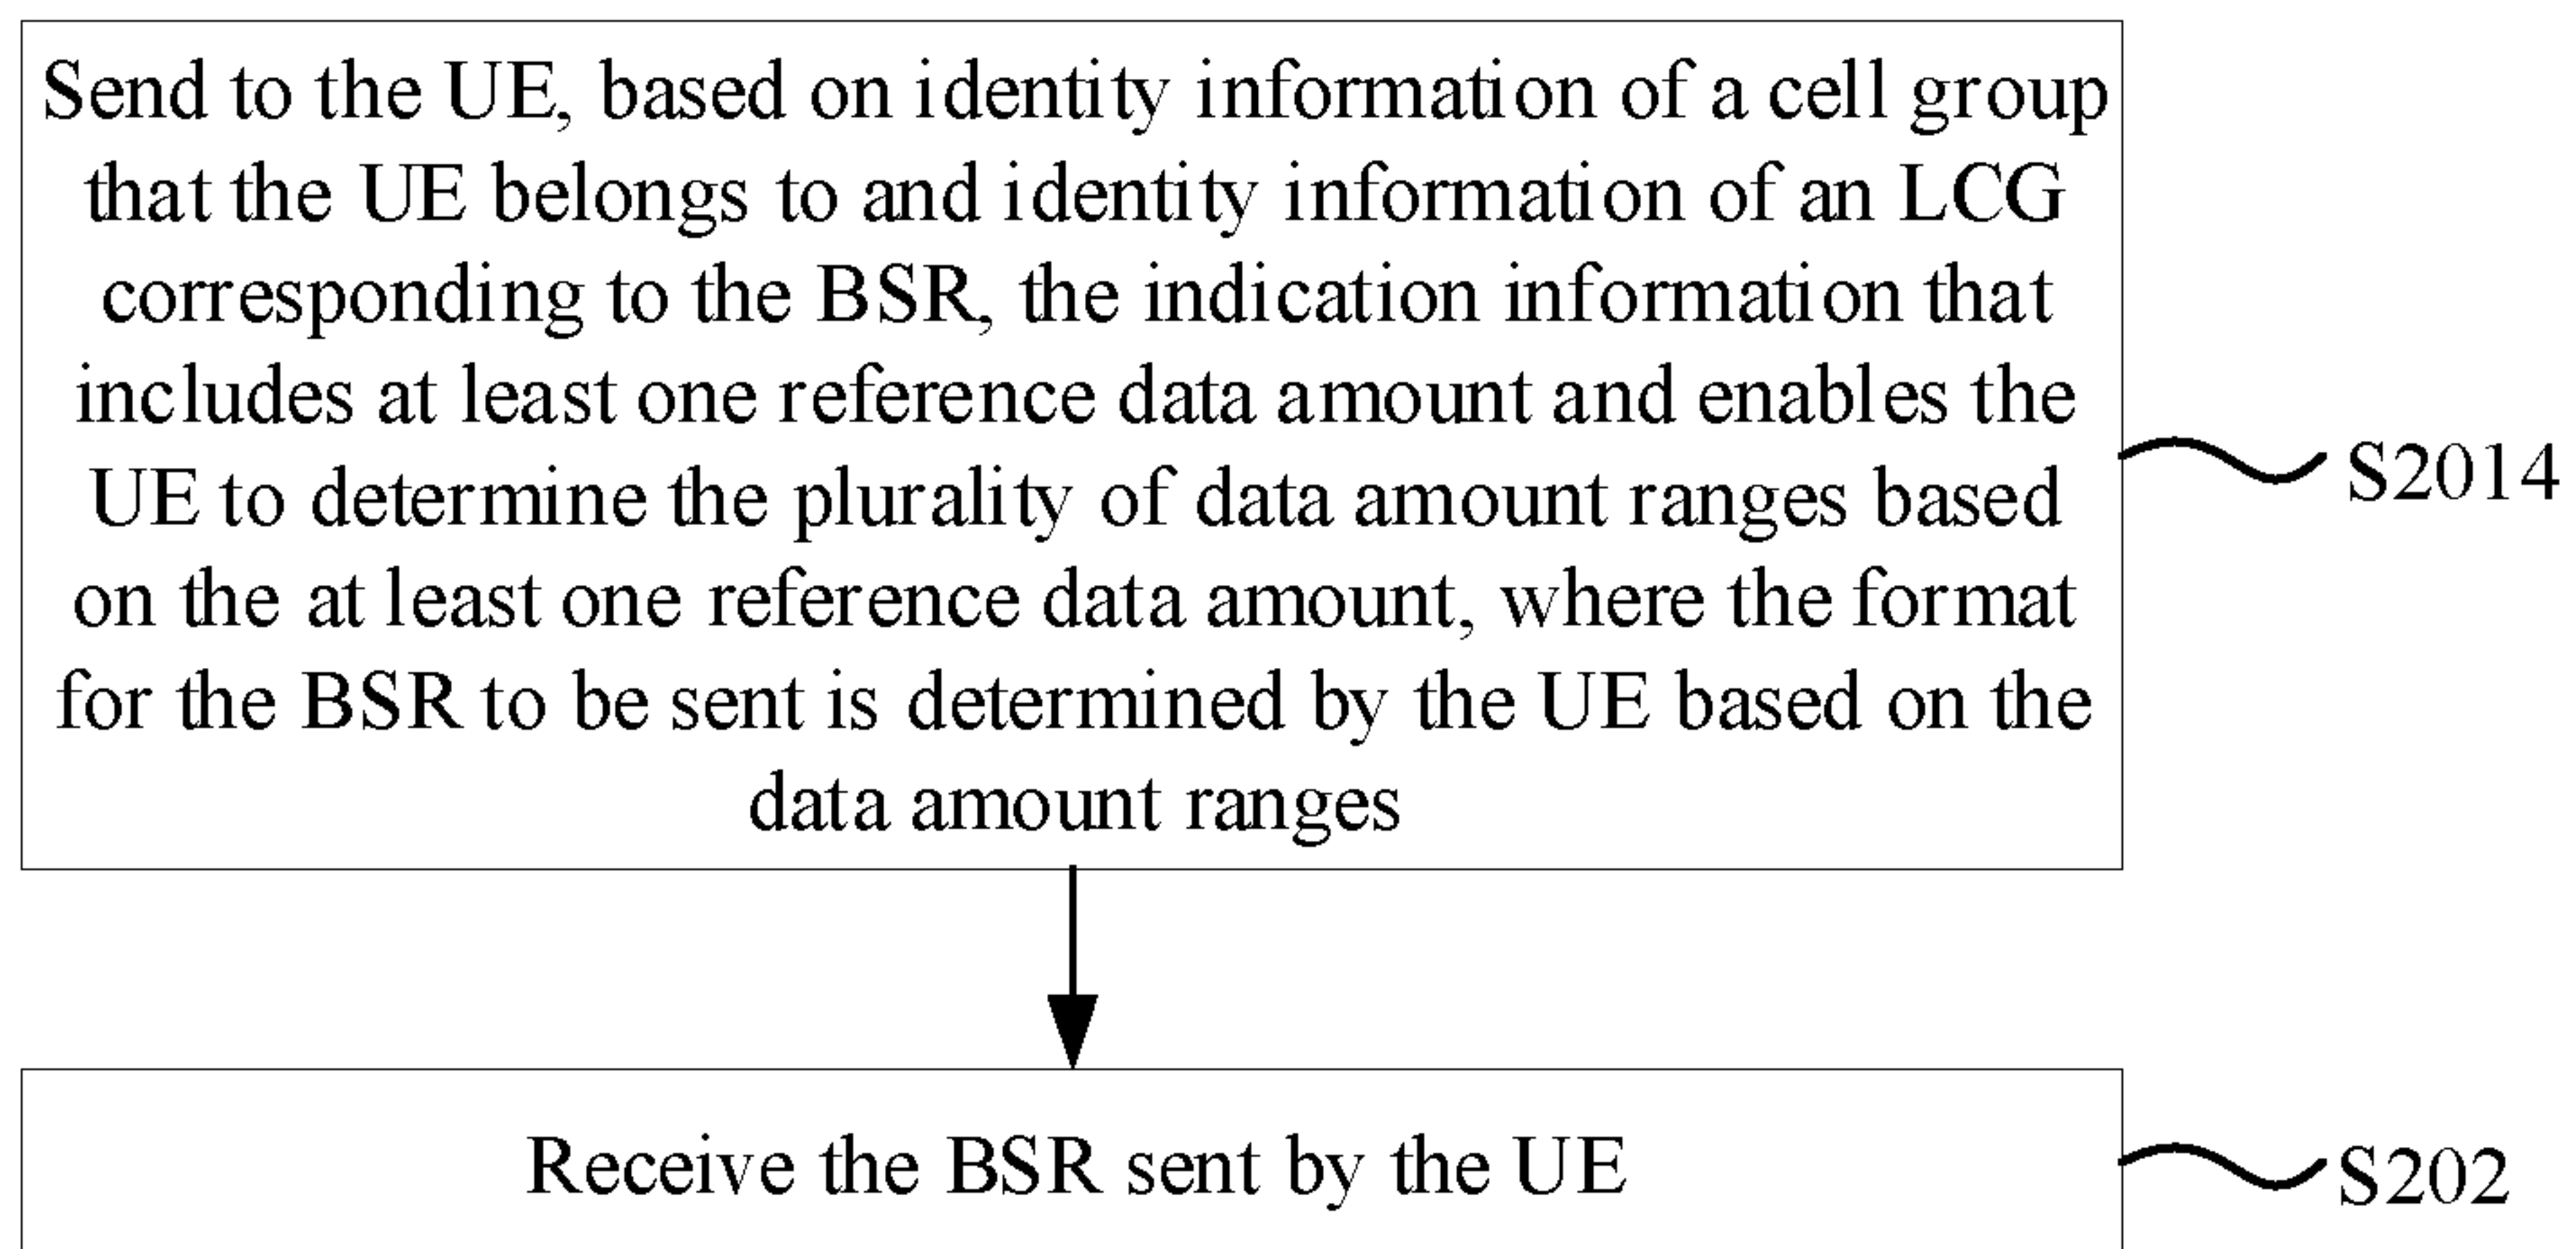 Send to the UE, based on identity information of a cell group
that the UE belongs to and identity information of an LCG
corresponding to the BSR, the indication information that
includes at least one reference data amount and enables the
UE to determine the plurality of data amount ranges based
on the at least one reference data amount, where the format
for the BSR to be sent is determined by the UE based on the
data amount ranges
S2014
Receive the BSR sent by the UE
S202